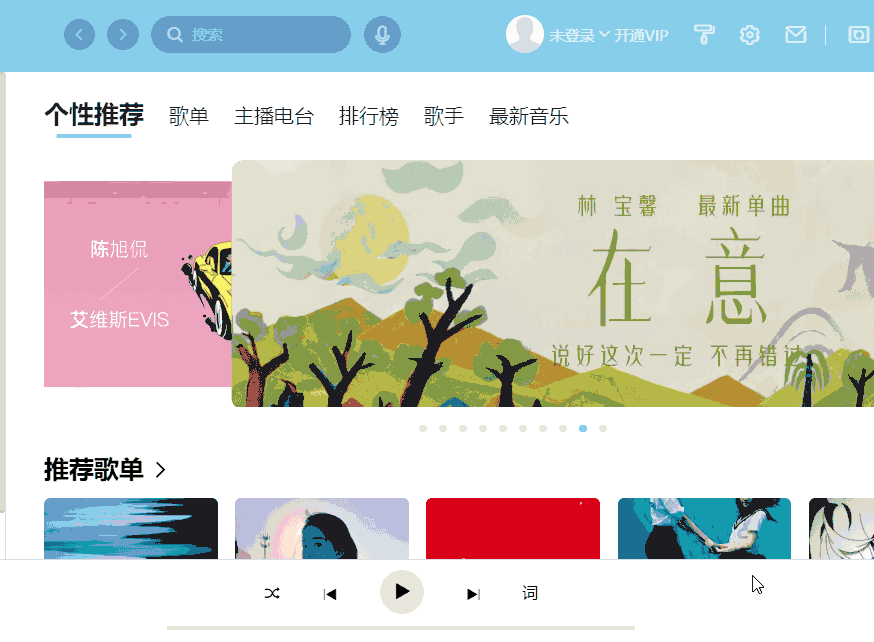 搜索
未登录 开通VIP
个性推荐 歌单 主播电台 排行榜 歌手 最新音乐
陈旭侃
艾维斯EVIS
林宝馨 最新单曲
在意
说好这次一定 不再错过
推荐歌单
词